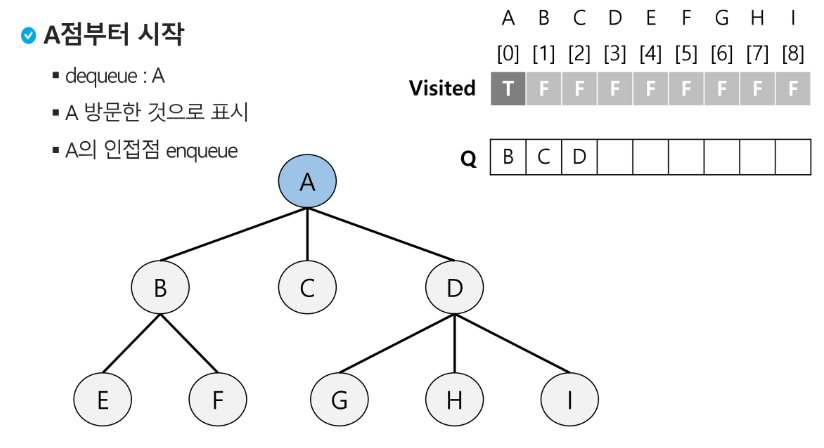 A점부터 시작
dequeue : A
A 방문한 것으로 표시
A의 인접점 enqueue
A B C D E F G H I
[0] [1] [2] [3] [4] [5] [6] [7] [8]
Visited T F F F F F F F F
Q B C D
A
B C D
E F G H I